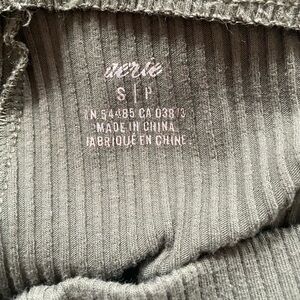 aerie
S | P
RN 54485 CA 03813
MADE IN CHINA
FABRIQUÉ EN CHINE